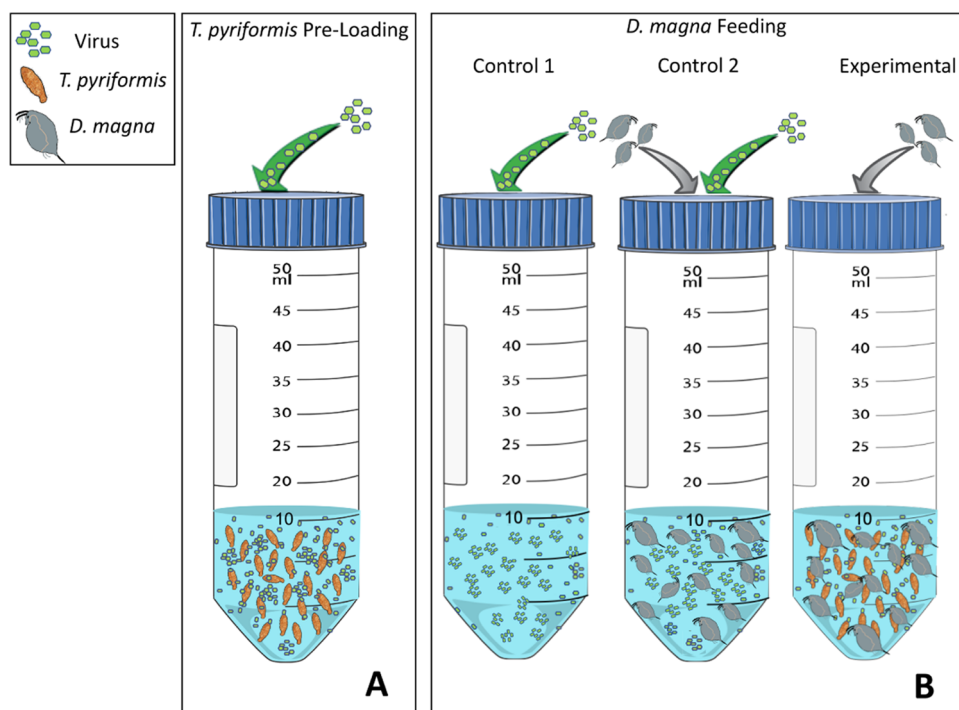 Virus
T. pyriformis
D. magna
T. pyriformis Pre-Loading
50
ml
45
40
35
30
25
20
10
A
D. magna Feeding
Control 1
Control 2
Experimental
50
ml
45
40
35
30
25
20
10
50
ml
45
40
35
30
25
20
10
50
ml
45
40
35
30
25
20
10
B